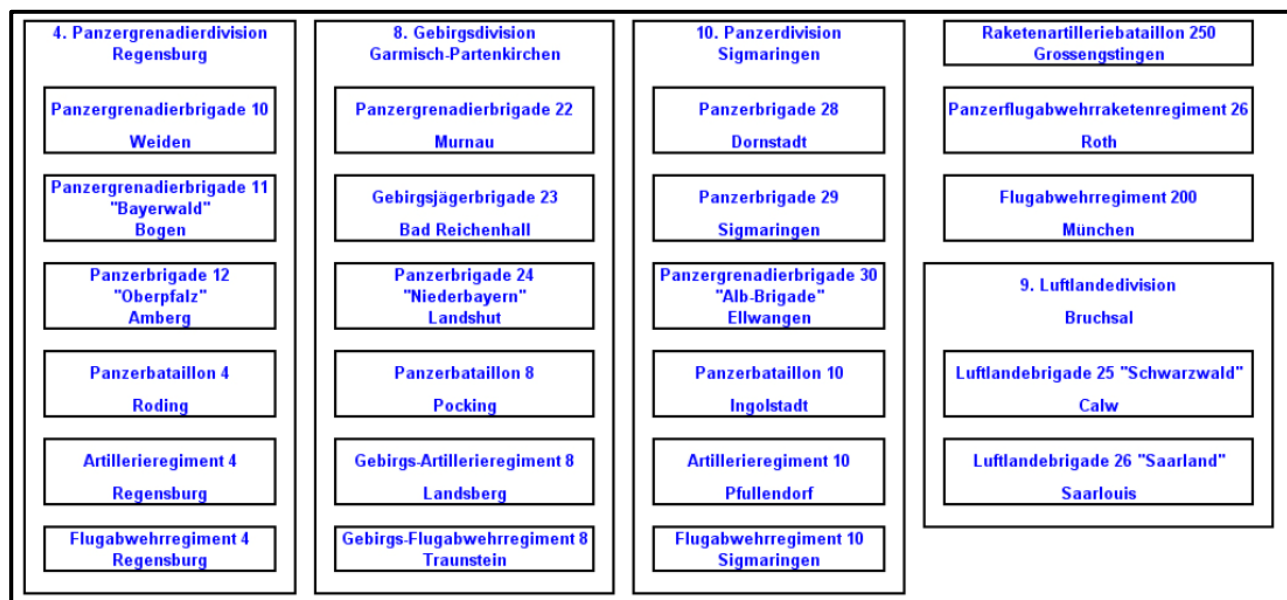 4. Panzergrenadierdivision
Regensburg
Panzergrenadierbrigade 10
Weiden
Panzergrenadierbrigade 11
"Bayerwald"
Bogen
Panzerbrigade 12
"Oberpfalz"
Amberg
Panzerbataillon 4
Roding
Artillerieregiment 4
Regensburg
Flugabwehrregiment 4
Regensburg
8. Gebirgsdivision
Garmisch-Partenkirchen
Panzergrenadierbrigade 22
Murnau
Gebirgsjägerbrigade 23
Bad Reichenhall
Panzerbrigade 24
"Niederbayern"
Landshut
Panzerbataillon 8
Pocking
Gebirgs-Artillerieregiment 8
Landsberg
Gebirgs-Flugabwehrregiment 8
Traunstein
10. Panzerdivision
Sigmaringen
Panzerbrigade 28
Dornstadt
Panzerbrigade 29
Sigmaringen
Panzergrenadierbrigade 30
"Alb-Brigade"
Ellwangen
Panzerbataillon 10
Ingolstadt
Artillerieregiment 10
Pfullendorf
Flugabwehrregiment 10
Sigmaringen
Raketenartilleriebataillon 250
Grossengstingen
Panzerflugabwehrraketenregiment 26
Roth
Flugabwehrregiment 200
München
9. Luftlandedivision
Bruchsal
Luftlandebrigade 25 "Schwarzwald"
Calw
Luftlandebrigade 26 "Saarland"
Saarlouis